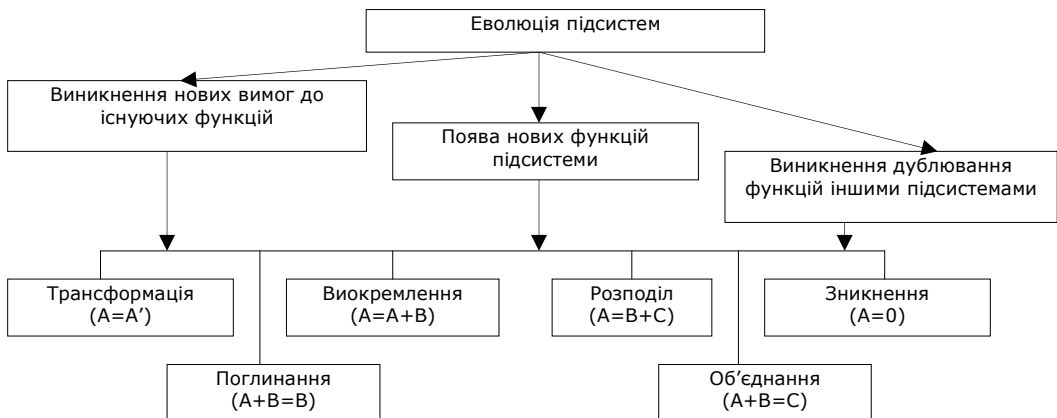 Еволюція підсистем
Виникнення нових вимог до
існуючих функцій
Поява нових функцій
підсистеми
Виникнення дублювання
функцій іншими підсистемами
Трансформація
(А=А’)
Виокремлення
(А=А+В)
Розподіл
(А=В+С)
Зникнення
(А=0)
Поглинання
(А+В=В)
Об’єднання
(А+В=С)